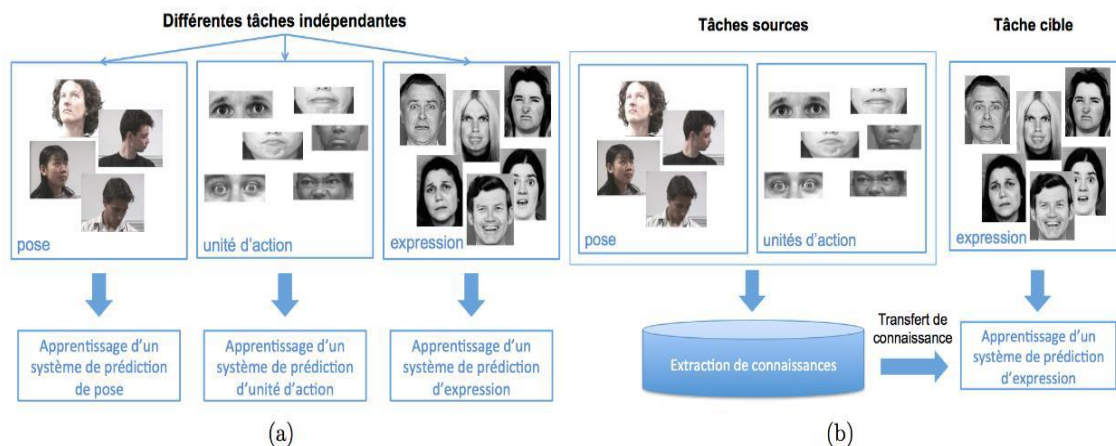 Différentes tâches indépendantes
pose
unité d'action
expression
Apprentissage d'un
système de prédiction
de pose
Apprentissage d'un
système de prédiction
d'unité d'action
Apprentissage d'un
système de prédiction
d'expression
(a)
Tâches sources
Tâche cible
pose
unités d'action
expression
Extraction de connaissances
Transfert de
connaissance
Apprentissage d'un
système de prédiction
d'expression
(b)